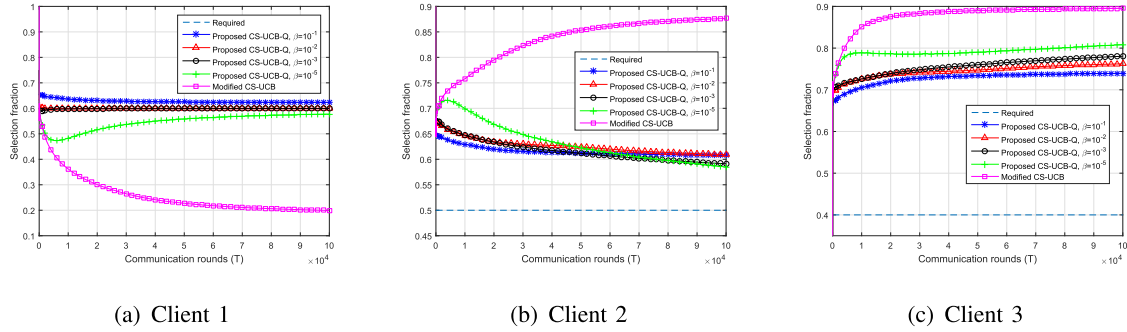 Selection fraction
1
0.9
0.8
0.7
0.6
0.5
0.4
0.3
0.2
0.1
Required
Proposed CS-UCB-Q, β=10⁻¹
Proposed CS-UCB-Q, β=10⁻²
Proposed CS-UCB-Q, β=10⁻³
Proposed CS-UCB-Q, β=10⁻⁵
Modified CS-UCB
0 1 2 3 4 5 6 7 8 9 10
Communication rounds (T)
×10⁴
(a) Client 1
Selection fraction
0.9
0.85
0.8
0.75
0.7
0.65
0.6
0.55
0.5
0.45
Required
Proposed CS-UCB-Q, β=10⁻¹
Proposed CS-UCB-Q, β=10⁻²
Proposed CS-UCB-Q, β=10⁻³
Proposed CS-UCB-Q, β=10⁻⁵
Modified CS-UCB
0 1 2 3 4 5 6 7 8 9 10
Communication rounds (T)
×10⁴
(b) Client 2
Selection fraction
0.9
0.8
0.7
0.6
0.5
0.4
Required
Proposed CS-UCB-Q, β=10⁻¹
Proposed CS-UCB-Q, β=10⁻²
Proposed CS-UCB-Q, β=10⁻³
Proposed CS-UCB-Q, β=10⁻⁵
Modified CS-UCB
0 1 2 3 4 5 6 7 8 9 10
Communication rounds (T)
×10⁴
(c) Client 3